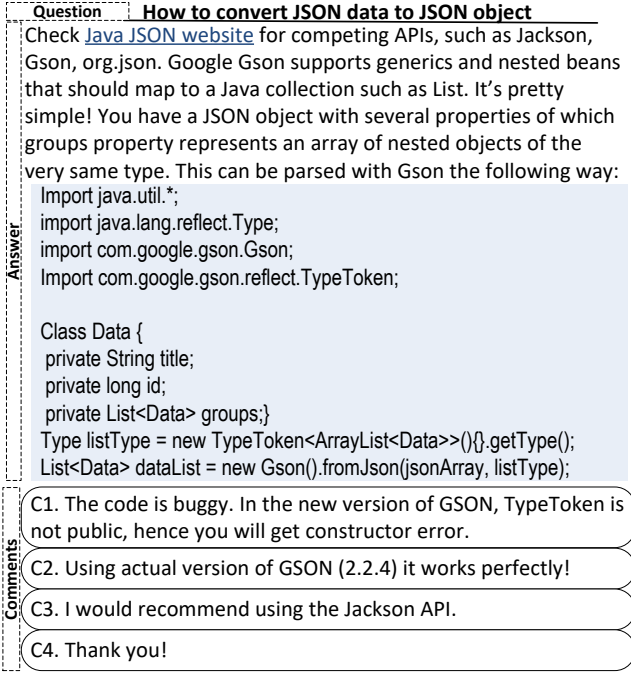 Question How to convert JSON data to JSON object
Check Java JSON website for competing APIs, such as Jackson,
Gson, org.json. Google Gson supports generics and nested beans
that should map to a Java collection such as List. It’s pretty
simple! You have a JSON object with several properties of which
groups property represents an array of nested objects of the
very same type. This can be parsed with Gson the following way:
Answer
Import java.util.*;
import java.lang.reflect.Type;
import com.google.gson.Gson;
Import com.google.gson.reflect.TypeToken;
Class Data {
private String title;
private long id;
private List<Data> groups;}
Type listType = new TypeToken<ArrayList<Data>>(){}.getType();
List<Data> dataList = new Gson().fromJson(jsonArray, listType);
Comments
C1. The code is buggy. In the new version of GSON, TypeToken is
not public, hence you will get constructor error.
C2. Using actual version of GSON (2.2.4) it works perfectly!
C3. I would recommend using the Jackson API.
C4. Thank you!